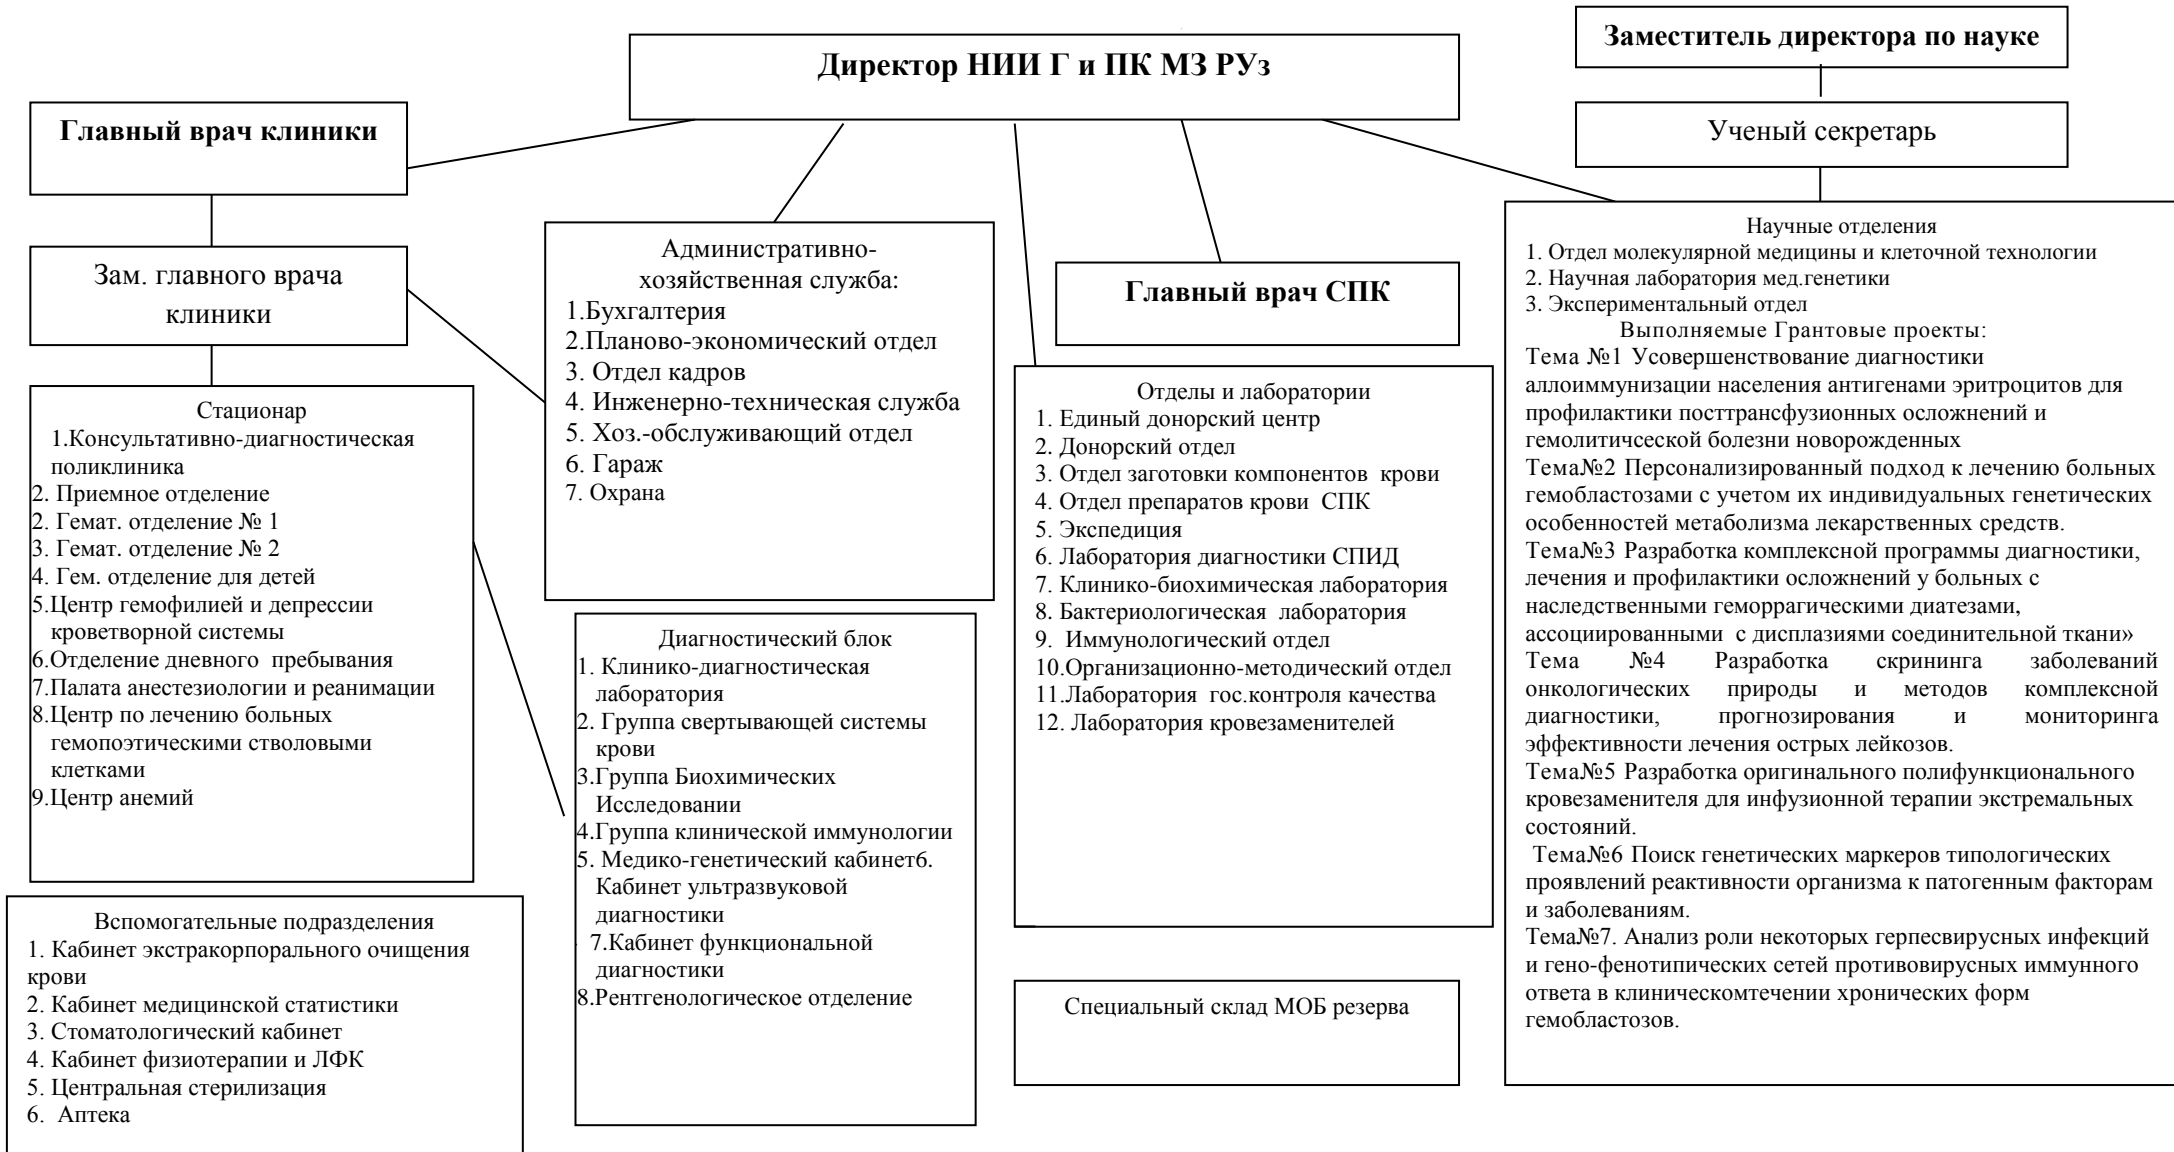 Директор НИИ Г и ПК МЗ РУз
Заместитель директора по науке
Ученый секретарь
Главный врач клиники
Зам. главного врача
клиники
Стационар
1.Консультативно-диагностическая
поликлиника
2. Приемное отделение
2. Гемат. отделение № 1
3. Гемат. отделение № 2
4. Гем. отделение для детей
5.Центр гемофилией и депрессии
кроветворной системы
6.Отделение дневного  пребывания
7.Палата анестезиологии и реанимации
8.Центр по лечению больных
гемопоэтическими стволовыми
клетками
9.Центр анемий
Вспомогательные подразделения
1. Кабинет экстракорпорального очищения
крови
2. Кабинет медицинской статистики
3. Стоматологический кабинет
4. Кабинет физиотерапии и ЛФК
5. Центральная стерилизация
6.  Аптека
Административно-
хозяйственная служба:
1.Бухгалтерия
2.Планово-экономический отдел
3. Отдел кадров
4. Инженерно-техническая служба
5. Хоз.-обслуживающий отдел
6. Гараж
7. Охрана
Диагностический блок
1. Клинико-диагностическая
лаборатория
2. Группа свертывающей системы
крови
3.Группа Биохимических
Исследовании
4.Группа клинической иммунологии
5. Медико-генетический кабинет6.
Кабинет ультразвуковой
диагностики
7.Кабинет функциональной
диагностики
8.Рентгенологическое отделение
Главный врач СПК
Отделы и лаборатории
1. Единый донорский центр
2. Донорский отдел
3. Отдел заготовки компонентов  крови
4. Отдел препаратов крови  СПК
5. Экспедиция
6. Лаборатория диагностики СПИД
7. Клинико-биохимическая лаборатория
8. Бактериологическая  лаборатория
9.  Иммунологический отдел
10.Организационно-методический отдел
11.Лаборатория  гос.контроля качества
12. Лаборатория кровезаменителей
Специальный склад МОБ резерва
Научные отделения
1. Отдел молекулярной медицины и клеточной технологии
2. Научная лаборатория мед.генетики
3. Экспериментальный отдел
Выполняемые Грантовые проекты:
Тема №1 Усовершенствование диагностики
аллоиммунизации населения антигенами эритроцитов для
профилактики посттрансфузионных осложнений и
гемолитичсеской болезни новорожденных
Тема№2 Персонализированный подход к лечению больных
гемобластозами с учетом их индивидуальных генетических
особенностей метаболизма лекарственных средств.
Тема№3 Разработка комплексной программы диагностики,
лечения и профилактики осложнений у больных с
наследственными геморрагическими диатезами,
ассоциированными  с дисплазиями соединительной ткани»
Тема №4 Разработка скрининга заболеваний
онкологических природы и методов комплексной
диагностики, прогнозирования и мониторинга
эффективности лечения острых лейкозов.
Тема№5 Разработка оригинального полифункционального
кровезаменителя для инфузионной терапии экстремальных
состояний.
Тема№6 Поиск генетических маркеров типологических
проявлений реактивности организма к патогенным факторам
и заболеваниям.
Тема№7. Анализ роли некоторых герпесвирусных инфекций
и гено-фенотипических сетей противовирусных иммунного
ответа в клиническомтечении хронических форм
гемобластозов.